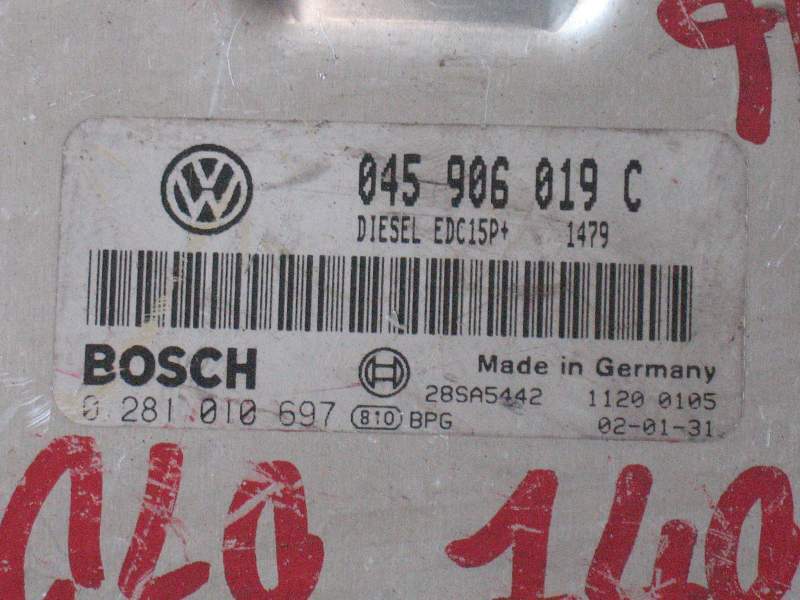 045 906 019 C
DIESEL EDC15P+ 1479
BOSCH
Made in Germany
28SA5442 1120 0105
0 281 010 697 810 BPG 02-01-31
140